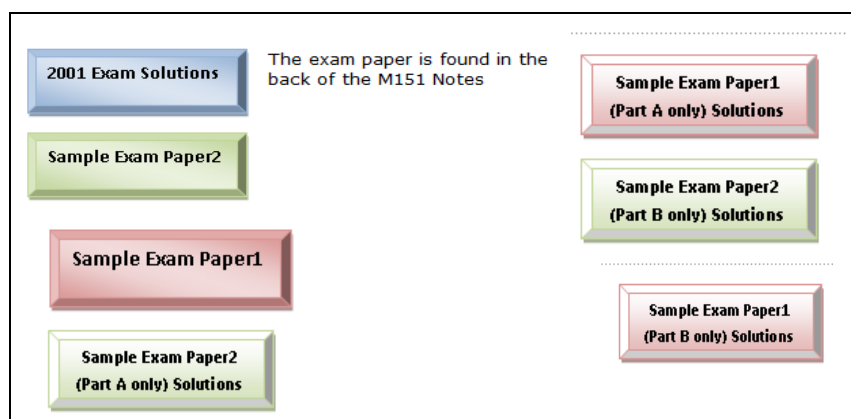 2001 Exam Solutions
The exam paper is found in the
back of the M151 Notes
Sample Exam Paper2
Sample Exam Paper1
Sample Exam Paper2
(Part A only) Solutions
Sample Exam Paper1
(Part A only) Solutions
Sample Exam Paper2
(Part B only) Solutions
Sample Exam Paper1
(Part B only) Solutions